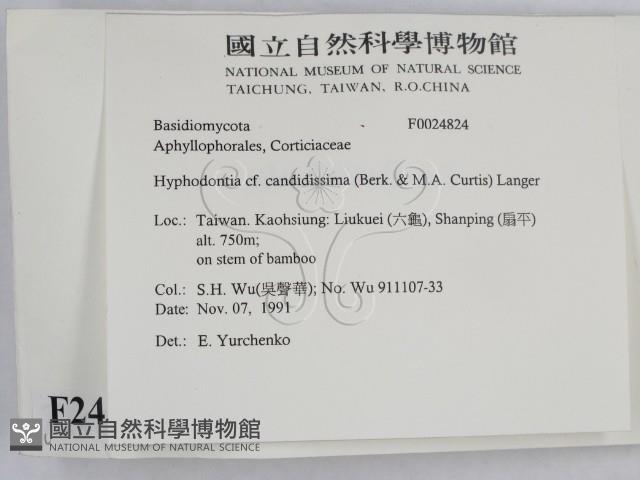 國立自然科學博物館
NATIONAL MUSEUM OF NATURAL SCIENCE
TAICHUNG, TAIWAN, R.O.CHINA
Basidiomycota F0024824
Aphyllophorales, Corticiaceae
Hyphodontia cf. candidissima (Berk. & M.A. Curtis) Langer
Loc.: Taiwan. Kaohsiung: Liukuei (六龜), Shanping (扇平)
alt. 750m;
on stem of bamboo
Col.: S.H. Wu(吳聲華); No. Wu 911107-33
Date: Nov. 07, 1991
Det.: E. Yurchenko
F24
國立自然科學博物館
NATIONAL MUSEUM OF NATURAL SCIENCE